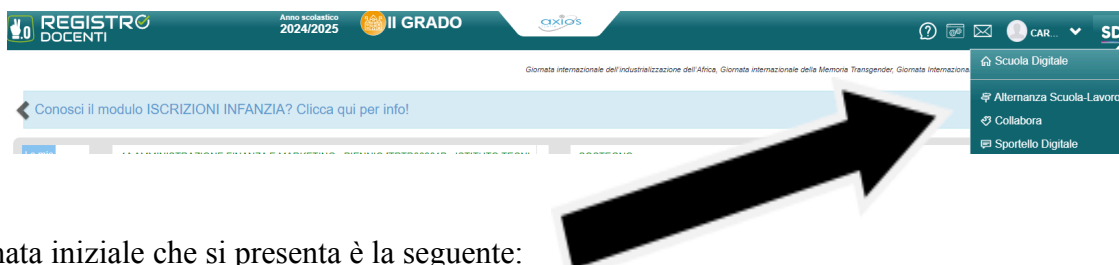 REGISTRO
DOCENTI
.0
Anno scolastico
2024/2025
II GRADO
axios
CAR...
SD
Scuola Digitale
Giornata internazionale dell'industrializzazione dell'Africa, Giornata internazionale della Memoria Transgender, Giornata Internaziona
Alternanza Scuola-Lavoro
Conosci il modulo ISCRIZIONI INFANZIA? Clicca qui per info!
Collabora
Sportello Digitale
nata iniziale che si presenta è la seguente: